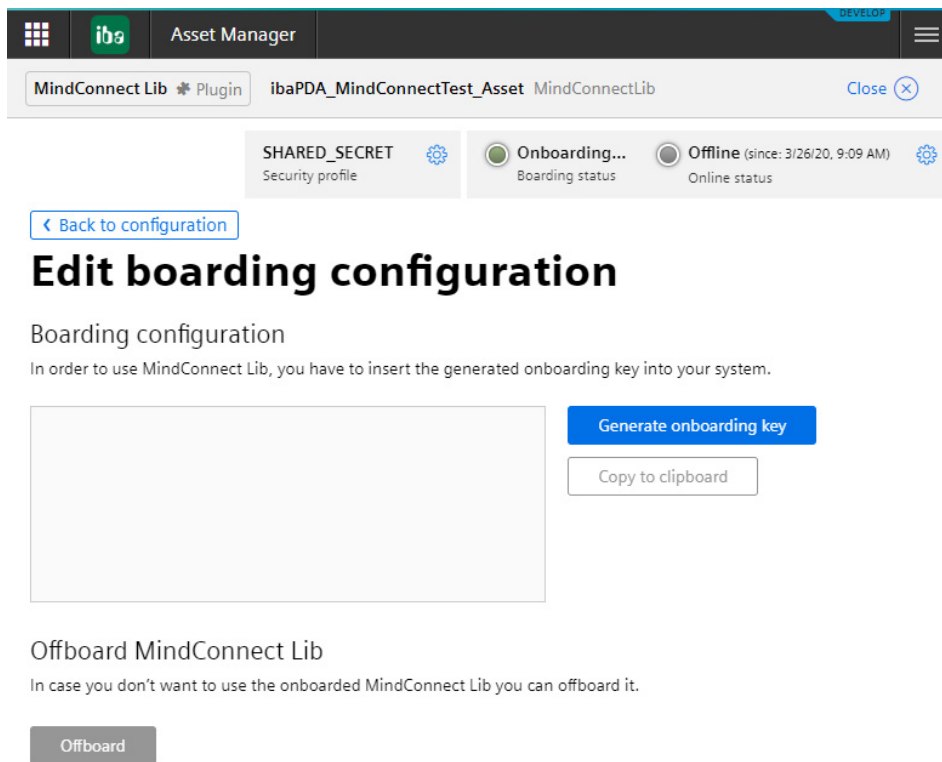 DEVELOP
iba Asset Manager
MindConnect Lib Plugin ibaPDA_MindConnectTest_Asset MindConnectLib Close
SHARED_SECRET Onboarding... Offline (since: 3/26/20, 9:09 AM)
Security profile Boarding status Online status
Back to configuration
Edit boarding configuration
Boarding configuration
In order to use MindConnect Lib, you have to insert the generated onboarding key into your system.
Generate onboarding key
Copy to clipboard
Offboard MindConnect Lib
In case you don't want to use the onboarded MindConnect Lib you can offboard it.
Offboard